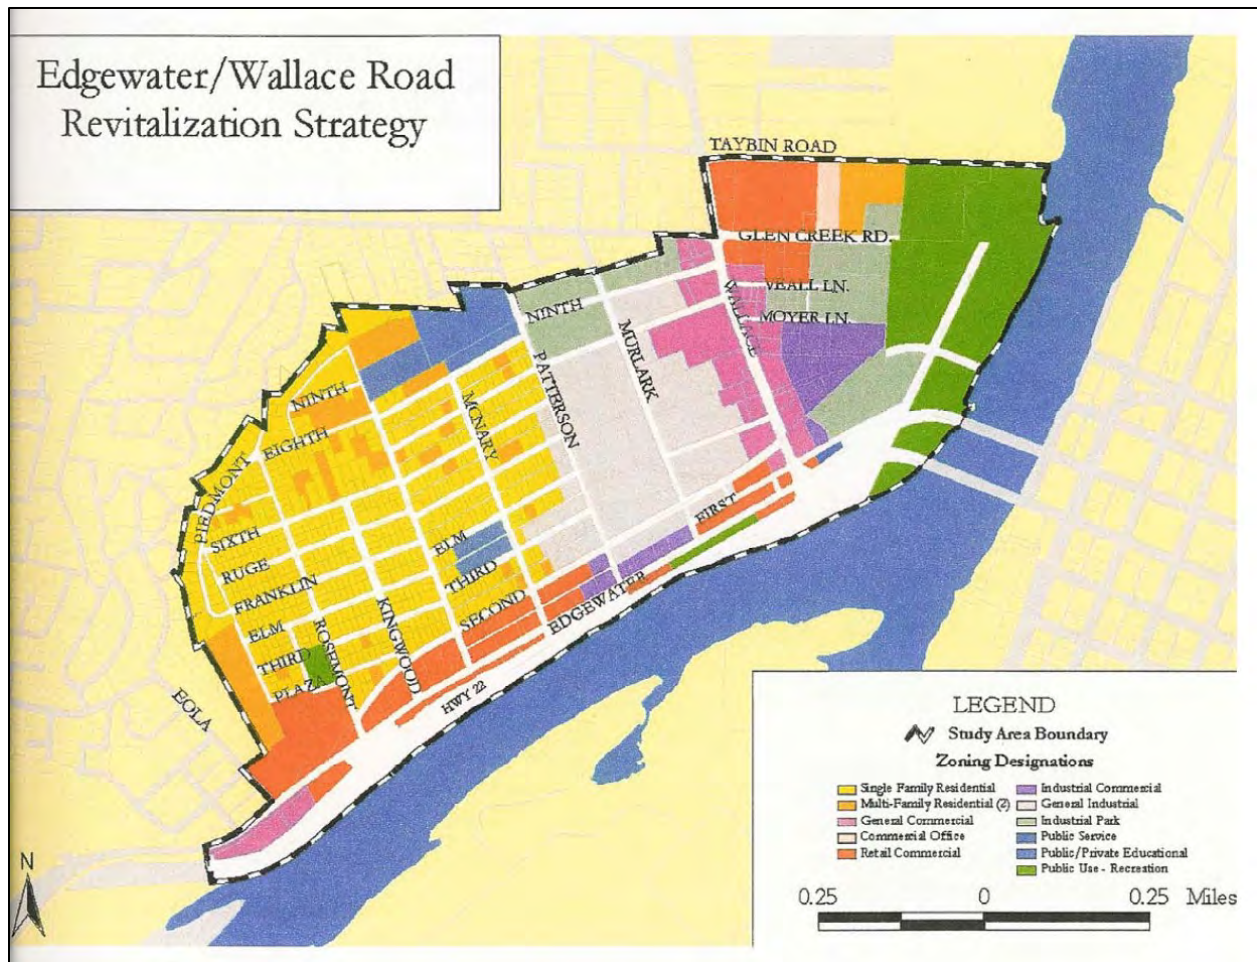 Edgewater/Wallace Road
Revitalization Strategy
TAYBIN ROAD
GLEN CREEK RD.
VEALL LN.
MOYER LN.
WALLACE
NINTH
MURLARK
PATTERSON
MCNARY
NINTH
EIGHTH
PIEDMONT
SIXTH
RUGE
FRANKLIN
ELM
THIRD
PLAZA
ROSEMONT
KINGWOOD
ELM
THIRD
SECOND
FIRST
EDGEWATER
HWY 22
EOLA
N
LEGEND
Study Area Boundary
Zoning Designations
Single Family Residential
Multi-Family Residential (2)
General Commercial
Commercial Office
Retail Commercial
Industrial Commercial
General Industrial
Industrial Park
Public Service
Public/Private Educational
Public Use - Recreation
0.25 0 0.25 Miles